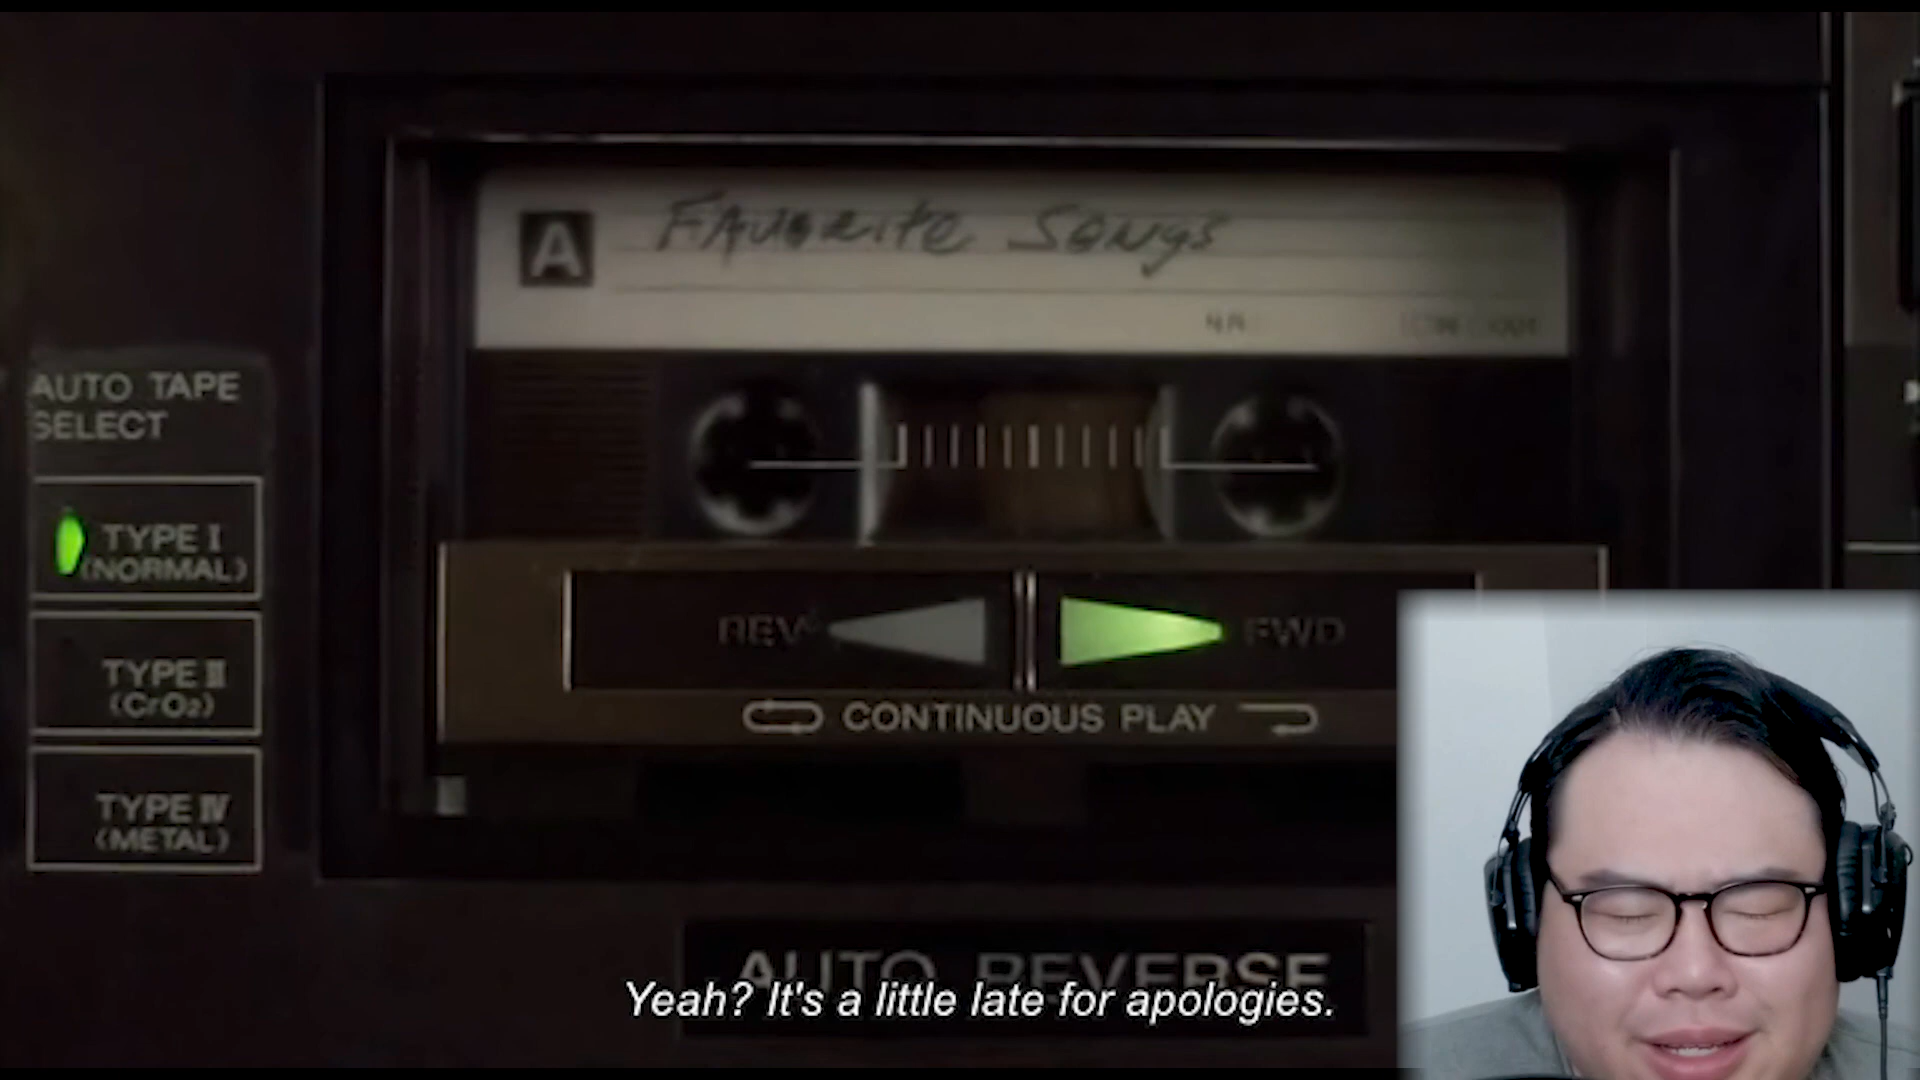 A FAVORITE SONGS
AUTO TAPE
SELECT
TYPE I
(NORMAL)
TYPE II
(CrO₂)
TYPE IV
(METAL)
REV FWD
CONTINUOUS PLAY
AUTO REVERSE
Yeah? It's a little late for apologies.